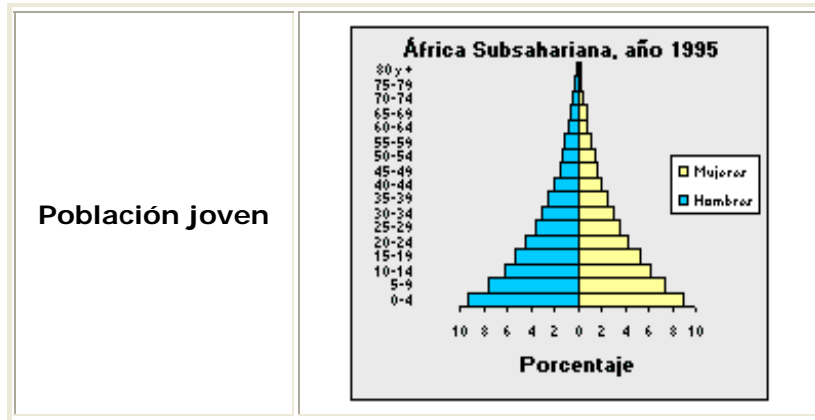 Población joven
África Subsahariana, año 1995
80 y +
75-79
70-74
65-69
60-64
55-59
50-54
45-49
40-44
35-39
30-34
25-29
20-24
15-19
10-14
5-9
0-4
Mujeres
Hombres
10 8 6 4 2 0 2 4 6 8 10
Porcentaje